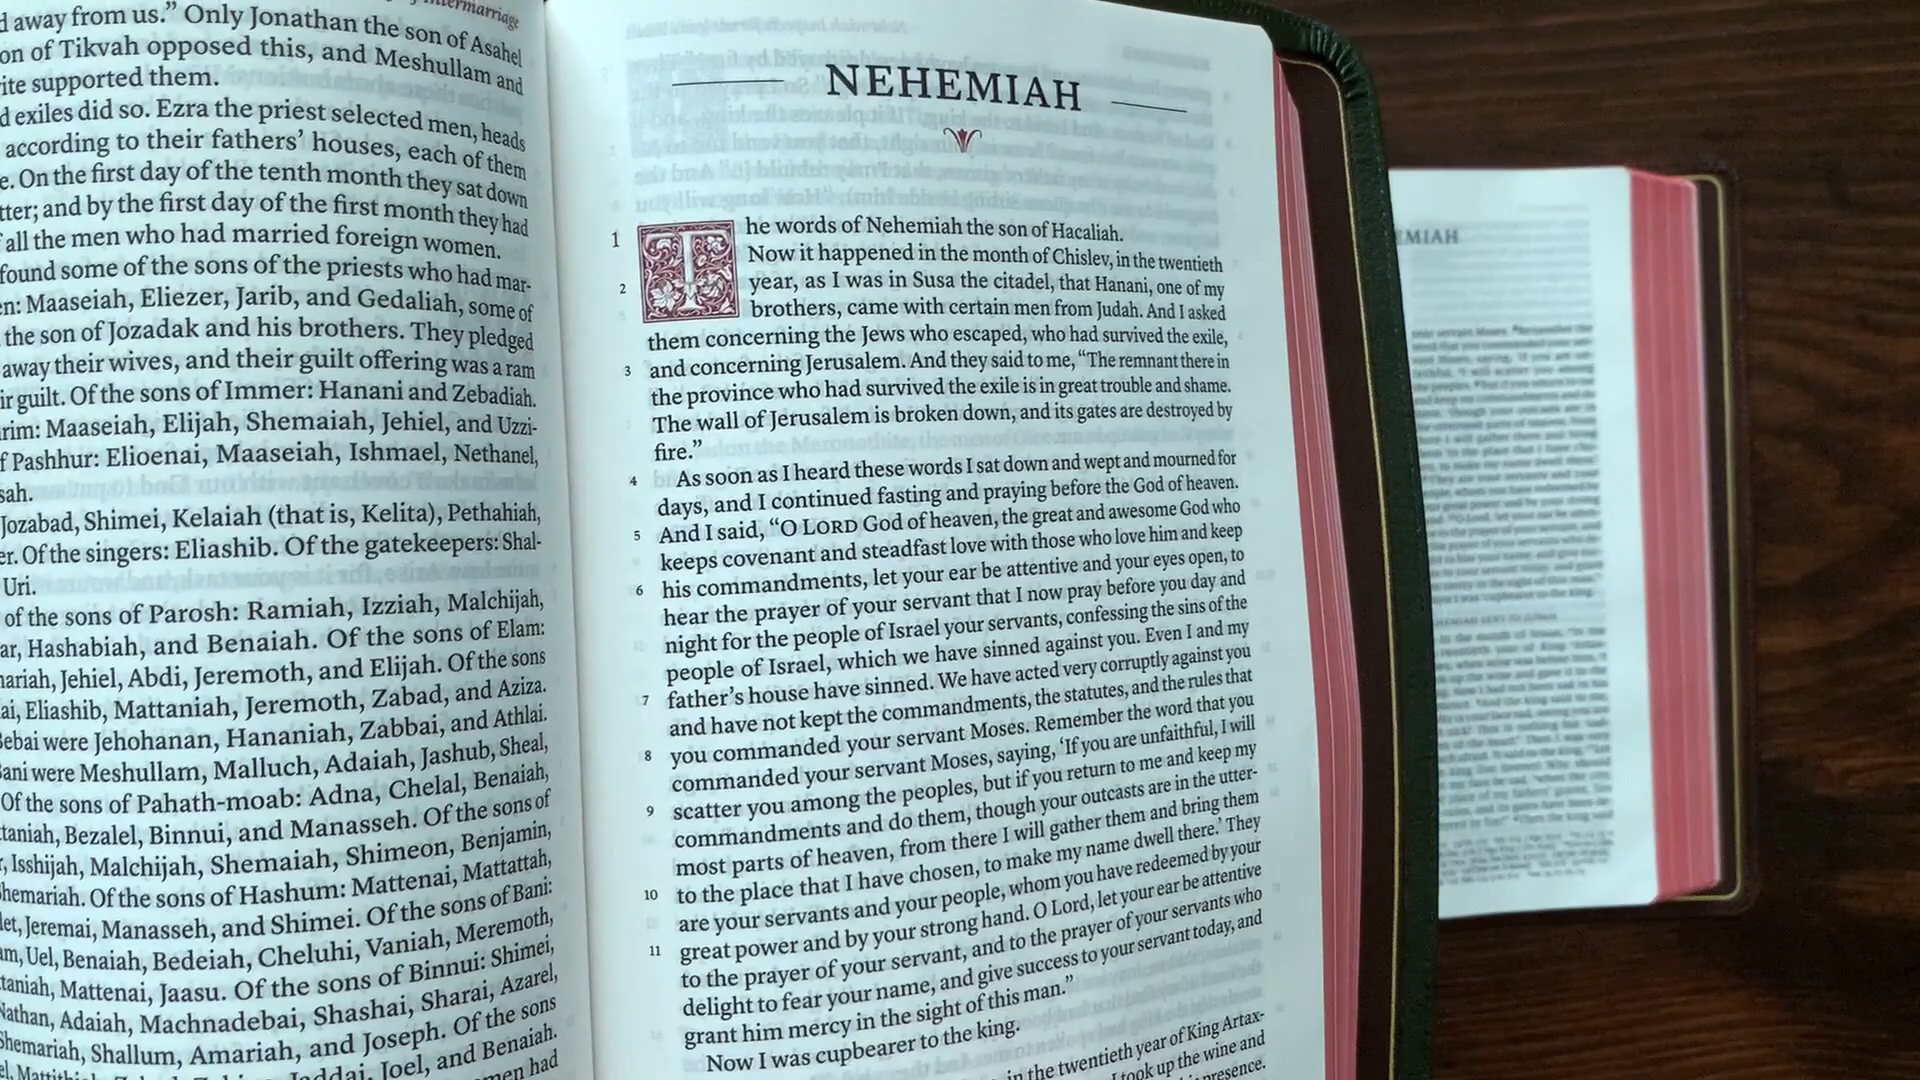 intermarriage
away from us.” Only Jonathan the son of Asahel
on of Tikvah opposed this, and Meshullam and
ite supported them.
d exiles did so. Ezra the priest selected men, heads
according to their fathers’ houses, each of them
e. On the first day of the tenth month they sat down
tter; and by the first day of the first month they had
all the men who had married foreign women.
found some of the sons of the priests who had mar-
en: Maaseiah, Eliezer, Jarib, and Gedaliah, some of
the son of Jozadak and his brothers. They pledged
away their wives, and their guilt offering was a ram
ir guilt. Of the sons of Immer: Hanani and Zebadiah.
rim: Maaseiah, Elijah, Shemaiah, Jehiel, and Uzzi-
f Pashhur: Elioenai, Maaseiah, Ishmael, Nethanel,
sah.
Jozabad, Shimei, Kelaiah (that is, Kelita), Pethahiah,
er. Of the singers: Eliashib. Of the gatekeepers: Shal-
Uri.
of the sons of Parosh: Ramiah, Izziah, Malchijah,
ar, Hashabiah, and Benaiah. Of the sons of Elam:
hariah, Jehiel, Abdi, Jeremoth, and Elijah. Of the sons
ai, Eliashib, Mattaniah, Jeremoth, Zabad, and Aziza.
Bebai were Jehohanan, Hananiah, Zabbai, and Athlai.
Bani were Meshullam, Malluch, Adaiah, Jashub, Sheal,
Of the sons of Pahath-moab: Adna, Chelal, Benaiah,
taniah, Bezalel, Binnui, and Manasseh. Of the sons of
r, Isshijah, Malchijah, Shemaiah, Shimeon, Benjamin,
hemariah. Of the sons of Hashum: Mattenai, Mattattah,
let, Jeremai, Manasseh, and Shimei. Of the sons of Bani:
am, Uel, Benaiah, Bedeiah, Cheluhi, Vaniah, Meremoth,
taniah, Mattenai, Jaasu. Of the sons of Binnui: Shimei,
Nathan, Adaiah, Machnadebai, Shashai, Sharai, Azarel,
Shemariah, Shallum, Amariah, and Joseph. Of the sons
Jaddai, Joel, and Benaiah.
men had
NEHEMIAH
1 The words of Nehemiah the son of Hacaliah.
Now it happened in the month of Chislev, in the twentieth
2 year, as I was in Susa the citadel, that Hanani, one of my
brothers, came with certain men from Judah. And I asked
them concerning the Jews who escaped, who had survived the exile,
3 and concerning Jerusalem. And they said to me, “The remnant there in
the province who had survived the exile is in great trouble and shame.
The wall of Jerusalem is broken down, and its gates are destroyed by
fire.”
4 As soon as I heard these words I sat down and wept and mourned for
days, and I continued fasting and praying before the God of heaven.
5 And I said, “O LORD God of heaven, the great and awesome God who
keeps covenant and steadfast love with those who love him and keep
6 his commandments, let your ear be attentive and your eyes open, to
hear the prayer of your servant that I now pray before you day and
night for the people of Israel your servants, confessing the sins of the
people of Israel, which we have sinned against you. Even I and my
7 father’s house have sinned. We have acted very corruptly against you
and have not kept the commandments, the statutes, and the rules that
8 you commanded your servant Moses. Remember the word that you
commanded your servant Moses, saying, ‘If you are unfaithful, I will
9 scatter you among the peoples, but if you return to me and keep my
commandments and do them, though your outcasts are in the utter-
most parts of heaven, from there I will gather them and bring them
10 to the place that I have chosen, to make my name dwell there.’ They
are your servants and your people, whom you have redeemed by your
11 great power and by your strong hand. O Lord, let your ear be attentive
to the prayer of your servant, and to the prayer of your servants who
delight to fear your name, and give success to your servant today, and
grant him mercy in the sight of this man.”
Now I was cupbearer to the king.
in the twentieth year of King Artax-
I took up the wine and
presence.
EMIAH